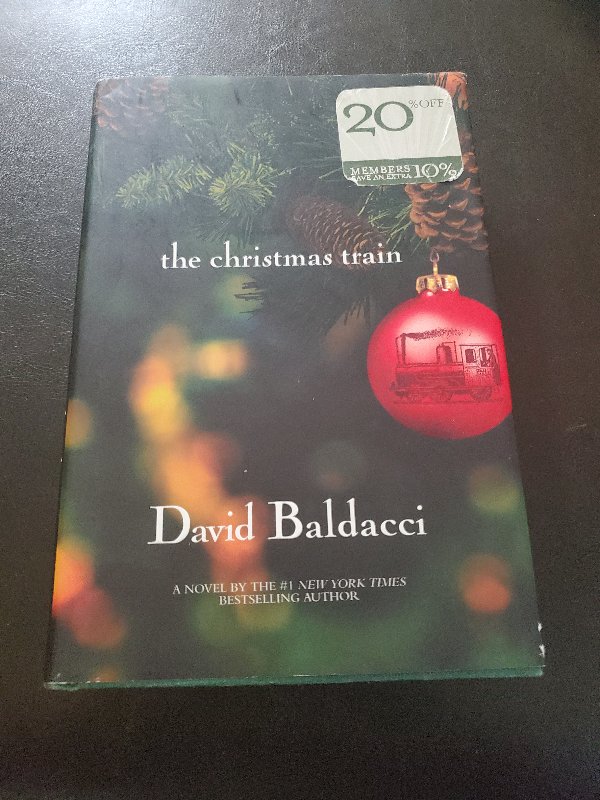 20% OFF
MEMBERS
SAVE AN EXTRA 10%
the christmas train
David Baldacci
A NOVEL BY THE #1 NEW YORK TIMES
BESTSELLING AUTHOR